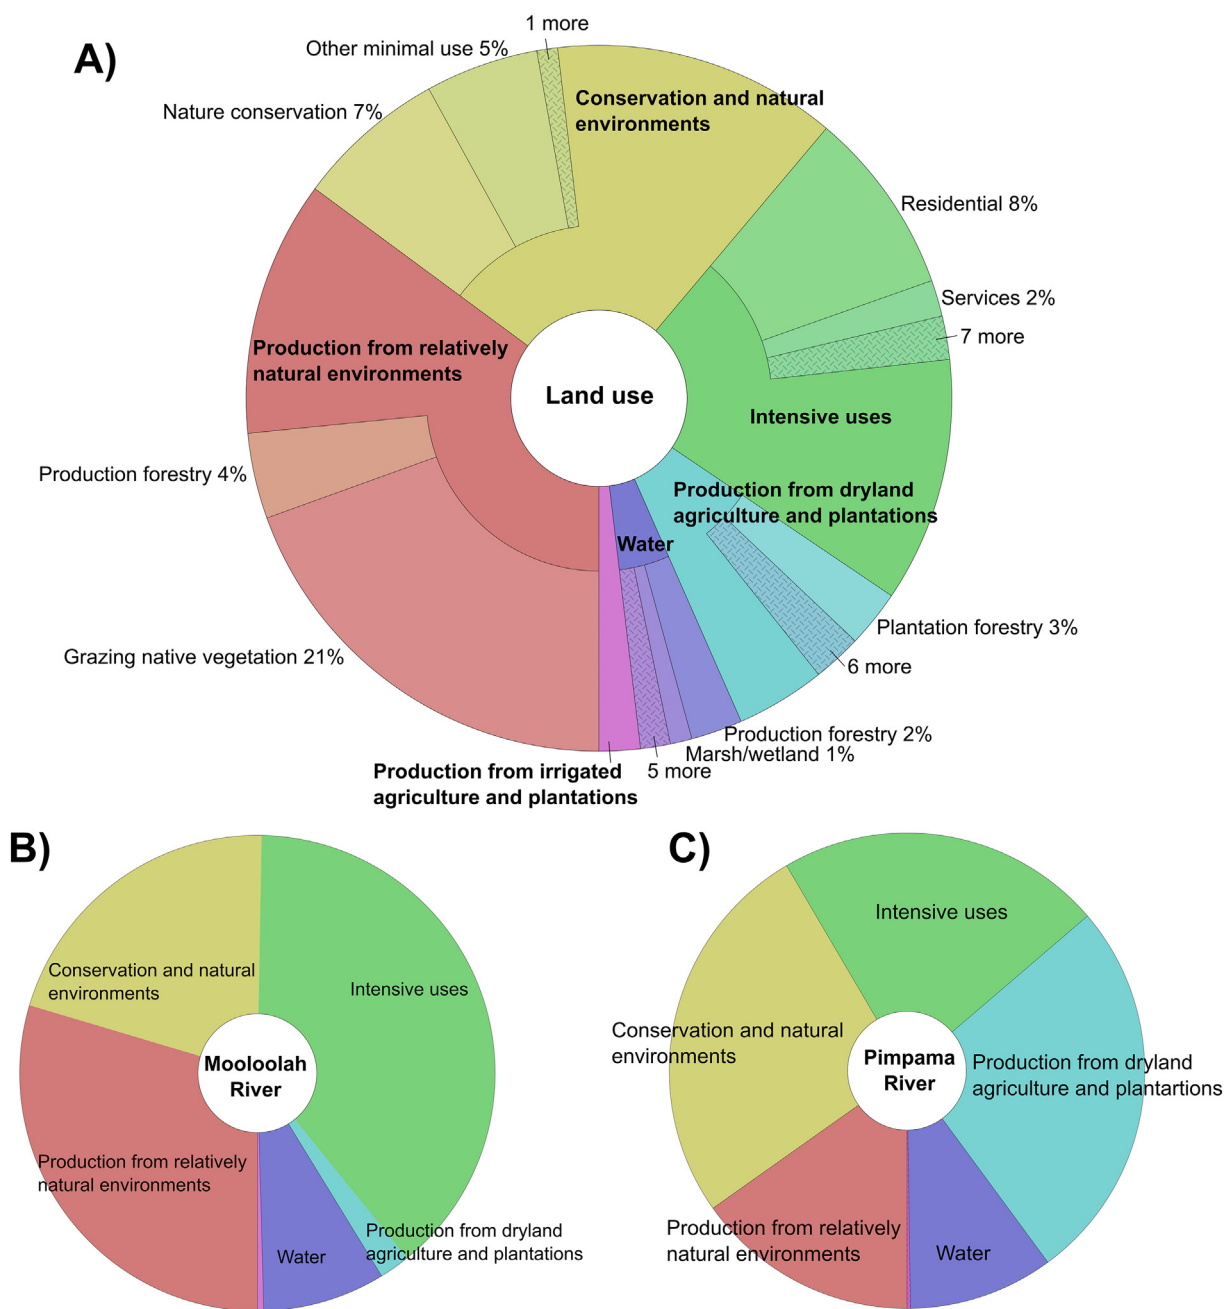 A)
1 more
Other minimal use 5%
Nature conservation 7%
Conservation and natural
environments
Residential 8%
Services 2%
7 more
Production from relatively
natural environments
Land use
Intensive uses
Production forestry 4%
Production from dryland
agriculture and plantations
Water
Plantation forestry 3%
6 more
Grazing native vegetation 21%
Production forestry 2%
Marsh/wetland 1%
5 more
Production from irrigated
agriculture and plantations
B)
Conservation and natural
environments
Intensive uses
Mooloolah
River
Production from relatively
natural environments
Water
Production from dryland
agriculture and plantations
C)
Intensive uses
Conservation and natural
environments
Pimpama
River
Production from dryland
agriculture and plantartions
Production from relatively
natural environments
Water